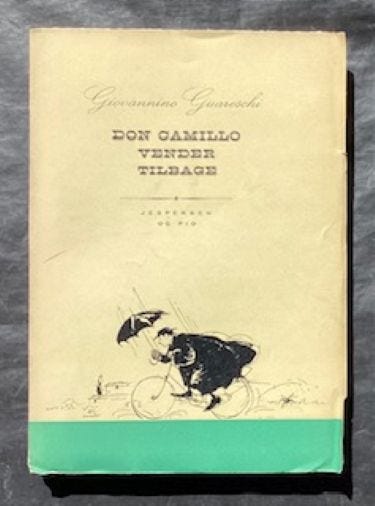 Giovannino Guareschi
DON CAMILLO
VENDER
TILBAGE
JESPERSEN
OG PIO